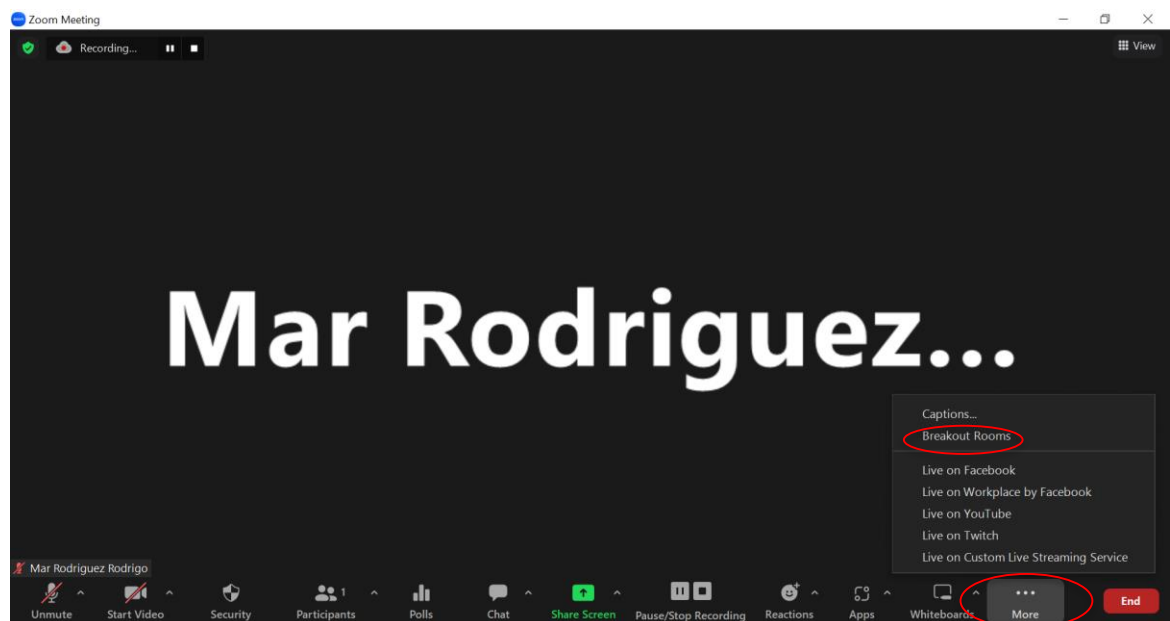 zoom Zoom Meeting
Recording...
View
Mar Rodriguez...
Captions...
Breakout Rooms
Live on Facebook
Live on Workplace by Facebook
Live on YouTube
Live on Twitch
Live on Custom Live Streaming Service
Mar Rodriguez Rodrigo
1
Unmute Start Video Security Participants Polls Chat Share Screen Pause/Stop Recording Reactions Apps Whiteboards More End